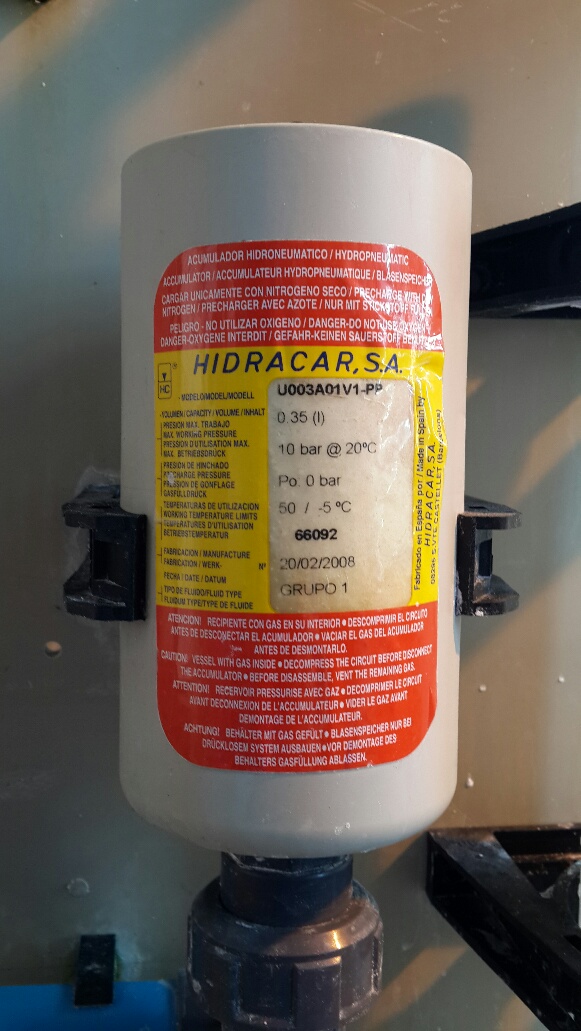 ACUMULADOR HIDRONEUMATICO / HYDROPNEUMATIC
ACCUMULATOR / ACCUMULATEUR HYDROPNEUMATIQUE / BLASENSPEICHER
CARGAR UNICAMENTE CON NITROGENO SECO / PRECHARGE WITH
NITROGEN / PRECHARGER AVEC AZOTE / NUR MIT STICKSTOFF
PELIGRO - NO UTILIZAR OXIGENO / DANGER-DO NOT USE OXYGEN
DANGER-OXYGENE INTERDIT / GEFAHR-KEINEN SAUERSTOFF
HIDRACAR, S.A.
HC
- MODELO/MODEL/MODELL U003A01V1-PP
- VOLUMEN / CAPACITY / VOLUME / INHALT 0.35 (l)
PRESION MAX. TRABAJO
MAX. WORKING PRESSURE
PRESSION D'UTILISATION MAX.
MAX. BETRIEBSDRÜCK
10 bar @ 20ºC
PRESION DE HINCHADO
PRECHARGE PRESSURE
PRESSION DE GONFLAGE
GASFÜLLDRÜCK
Po. 0 bar
TEMPERATURAS DE UTILIZACION
WORKING TEMPERATURE LIMITS
TEMPERATURES D'UTILISATION
BETRIEBSTEMPERATUR
50 / -5 ºC
66092
FABRICACION / MANUFACTURE
FABRICATION / WERK- Nº
FECHA / DATE / DATUM 20/02/2008
TIPO DE FLUIDO/FLUID TYPE
FLUIDUM TYPE/TYPE DE FLUIDE
GRUPO 1
Fabricado en España por / Made in Spain by
HIDRACAR, S.A.
CASTELLET (Barcelona)
ATENCION! RECIPIENTE CON GAS EN SU INTERIOR ● DESCOMPRIMIR EL CIRCUITO
ANTES DE DESCONECTAR EL ACUMULADOR ● VACIAR EL GAS DEL ACUMULADOR
ANTES DE DESMONTARLO.
CAUTION! VESSEL WITH GAS INSIDE ● DECOMPRESS THE CIRCUIT BEFORE DISCONNECT
THE ACCUMULATOR ● BEFORE DISASSEMBLE, VENT THE REMAINING GAS.
ATTENTION! RECERVOIR PRESSURISE AVEC GAZ ● DECOMPRIMER LE CIRCUIT
AVANT DECONNEXION DE L'ACCUMULATEUR ● VIDER LE GAZ AVANT
DEMONTAGE DE L'ACCUMULATEUR.
ACHTUNG! BEHÄLTER MIT GAS GEFÜLT ● BLASENSPEICHER NUR BEI
DRÜCKLOSEM SYSTEM AUSBAUEN ● VOR DEMONTAGE DES
BEHALTERS GASFÜLLUNG ABLASSEN.